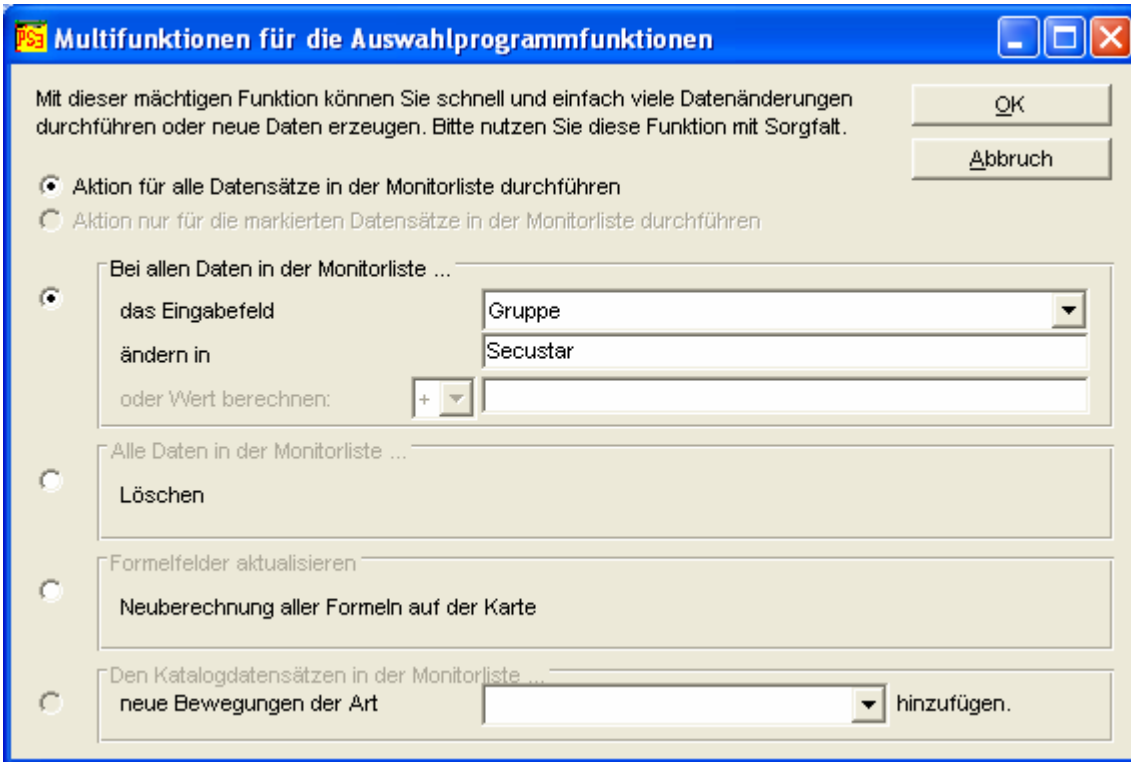 PSa Multifunktionen für die Auswahlprogrammfunktionen
Mit dieser mächtigen Funktion können Sie schnell und einfach viele Datenänderungen
durchführen oder neue Daten erzeugen. Bitte nutzen Sie diese Funktion mit Sorgfalt.
OK
Abbruch
Aktion für alle Datensätze in der Monitorliste durchführen
Aktion nur für die markierten Datensätze in der Monitorliste durchführen
Bei allen Daten in der Monitorliste ...
das Eingabefeld Gruppe
ändern in Secustar
oder Wert berechnen: +
Alle Daten in der Monitorliste ...
Löschen
Formelfelder aktualisieren
Neuberechnung aller Formeln auf der Karte
Den Katalogdatensätzen in der Monitorliste ...
neue Bewegungen der Art hinzufügen.